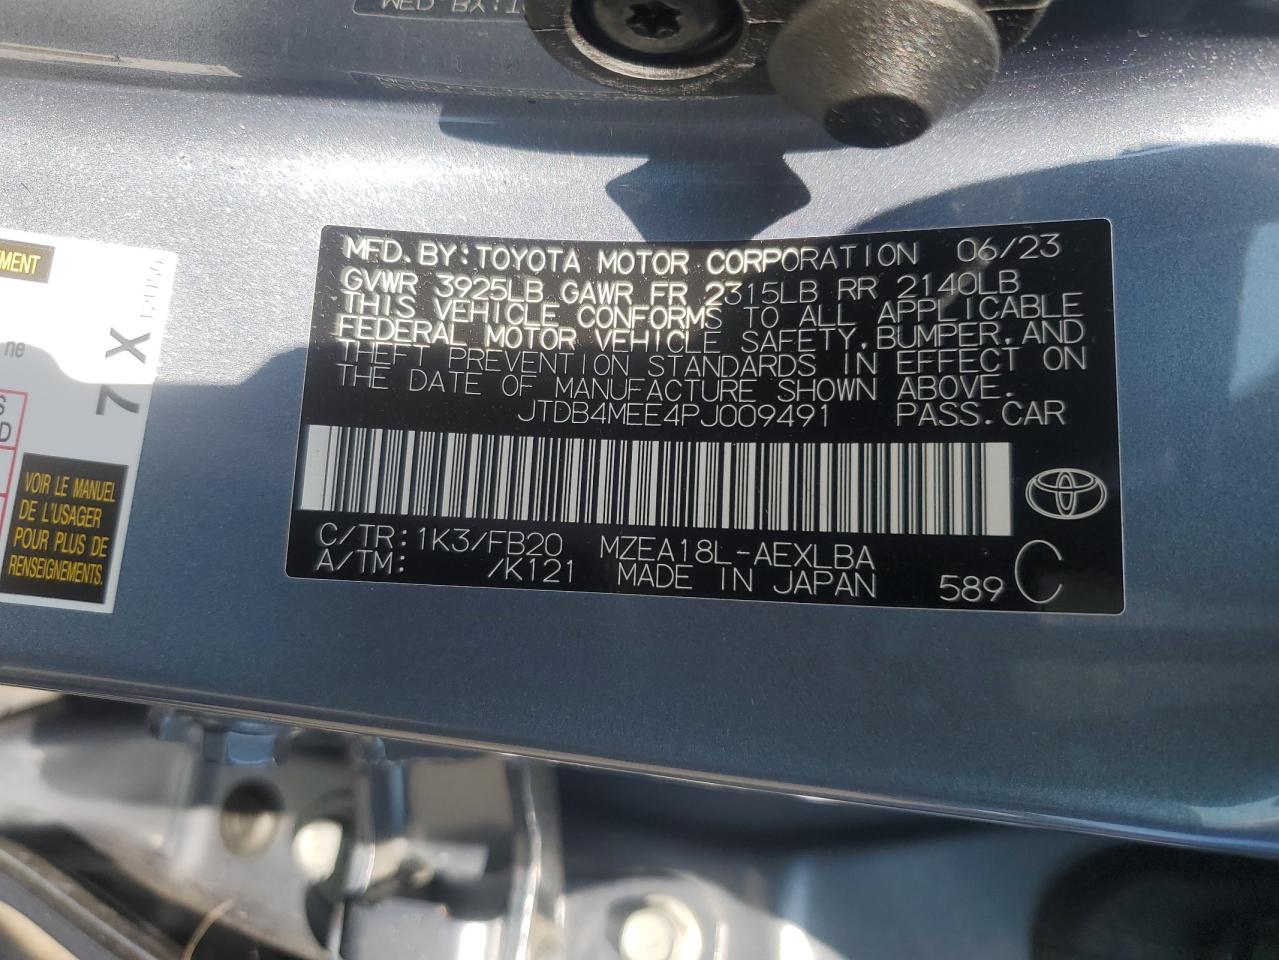 MFD.BY:TOYOTA MOTOR CORPORATION 06/23
GVWR 3925LB GAWR FR 2315LB RR 2140LB
THIS VEHICLE CONFORMS TO ALL APPLICABLE
FEDERAL MOTOR VEHICLE SAFETY,BUMPER,AND
THEFT PREVENTION STANDARDS IN EFFECT ON
THE DATE OF MANUFACTURE SHOWN ABOVE.
JTDB4MEE4PJ009491 PASS.CAR
C/TR:1K3/FB20 MZEA18L-AEXLBA
A/TM: /K121 MADE IN JAPAN 589 C
MENT
7X
ne
S
D
VOIR LE MANUEL
DE L'USAGER
POUR PLUS DE
RENSEIGNEMENTS